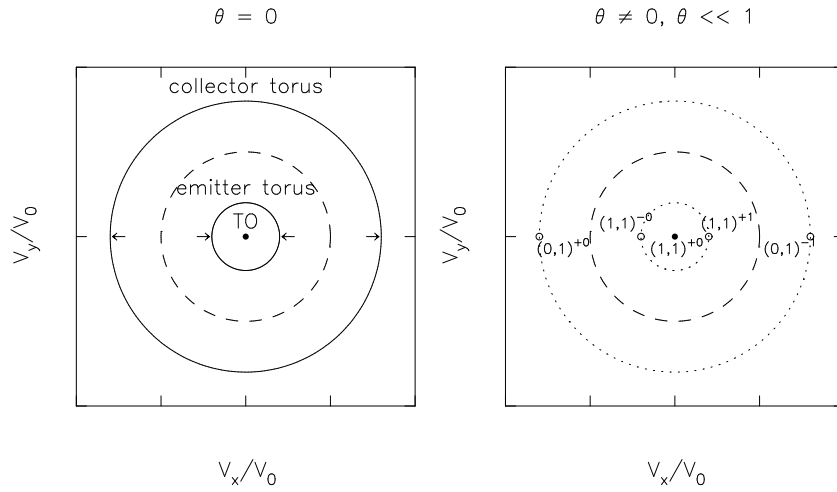 θ = 0
collector torus
emitter torus
TO
V_y/V_0
V_x/V_0
θ ≠ 0, θ << 1
(1,1)^{-0}
(1,1)^{+1}
(0,1)^{+0}
(1,1)^{+0}
(0,1)^{-1}
V_y/V_0
V_x/V_0